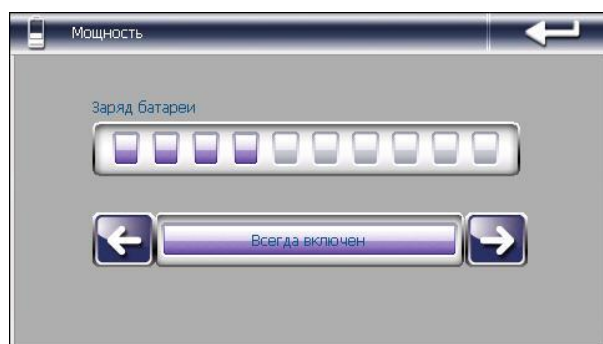 Мощность
Заряд батареи
Всегда включен